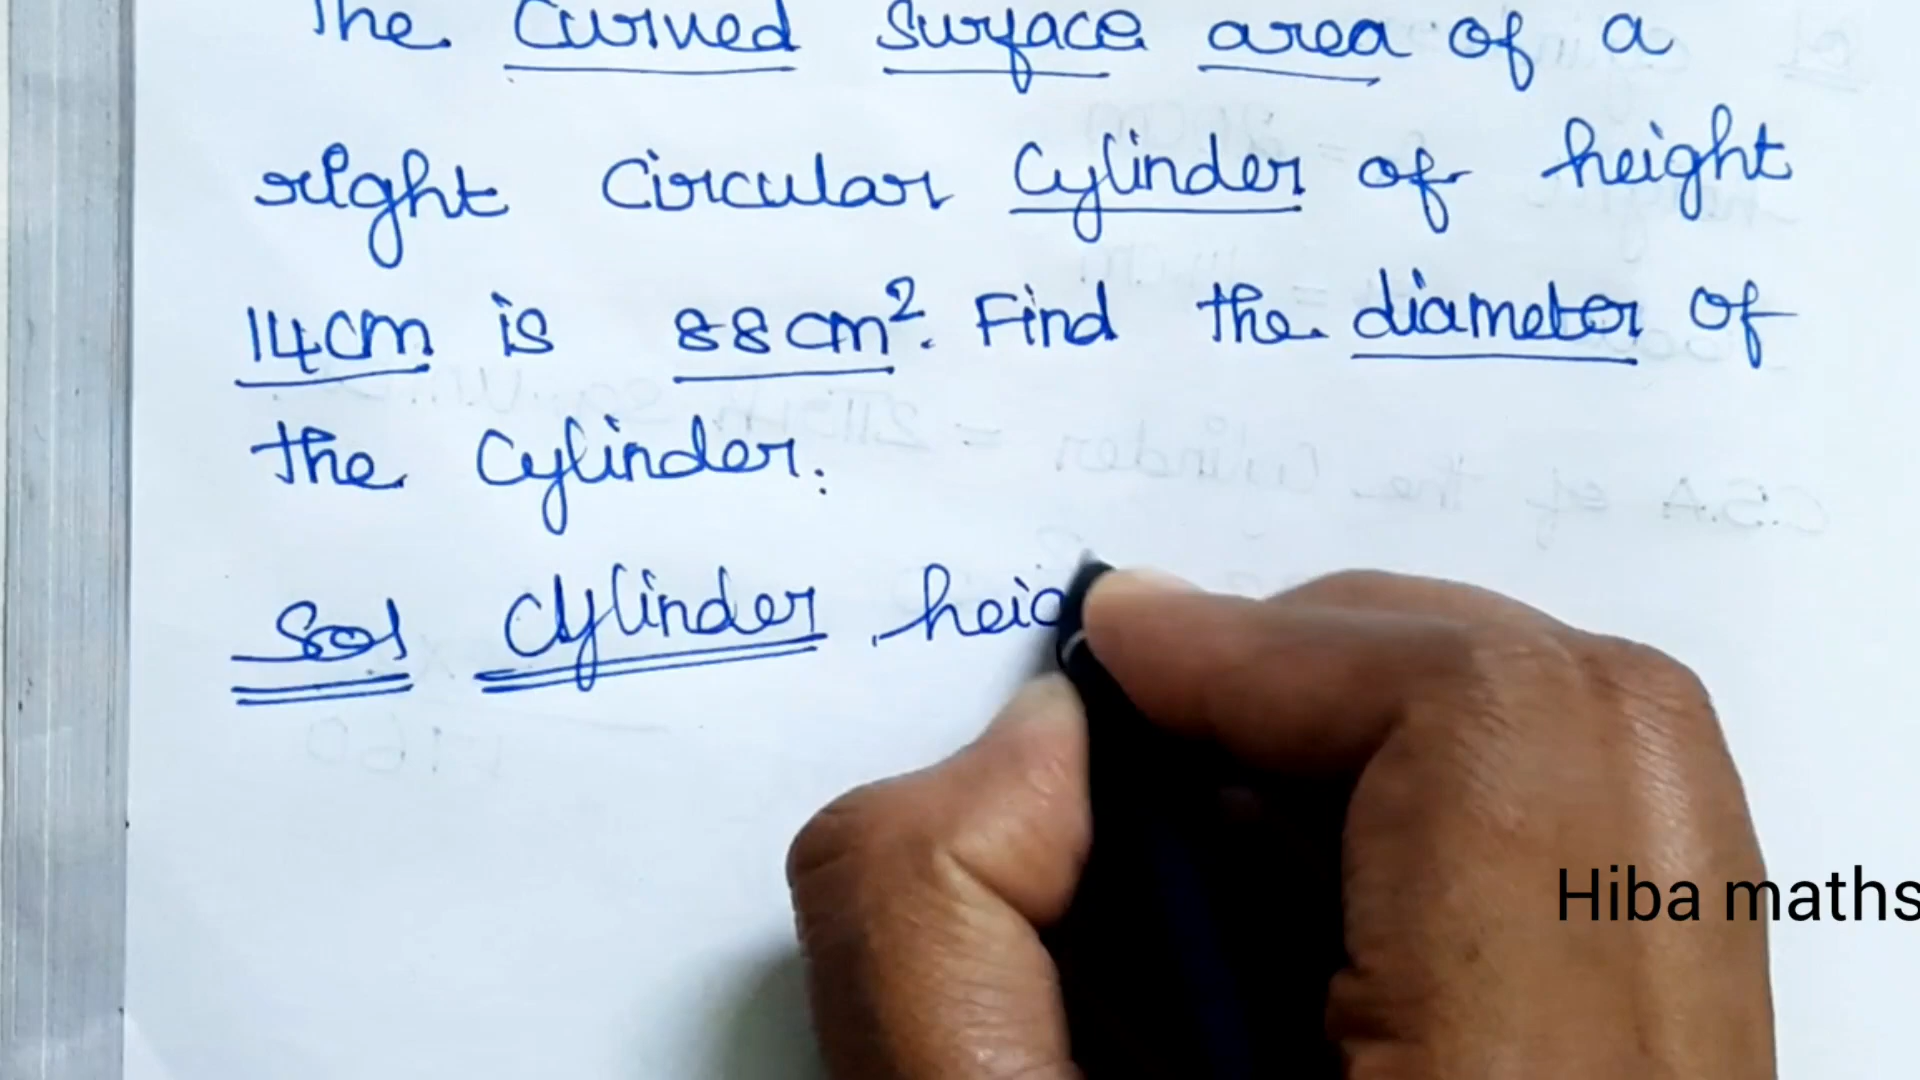 The curved surface area of a
right circular cylinder of height
14cm is 88cm². Find the diameter of
the cylinder.
Sol Cylinder heig
Hiba maths